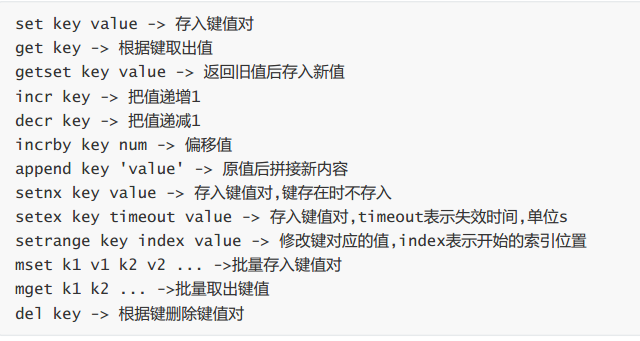 set key value -> 存入键值对
get key -> 根据键取出值
getset key value -> 返回旧值后存入新值
incr key -> 把值递增1
decr key -> 把值递减1
incrby key num -> 偏移值
append key 'value' -> 原值后拼接新内容
setnx key value -> 存入键值对,键存在时不存入
setex key timeout value -> 存入键值对,timeout表示失效时间,单位s
setrange key index value -> 修改键对应的值,index表示开始的索引位置
mset k1 v1 k2 v2 ... ->批量存入键值对
mget k1 k2 ... ->批量取出键值
del key -> 根据键删除键值对